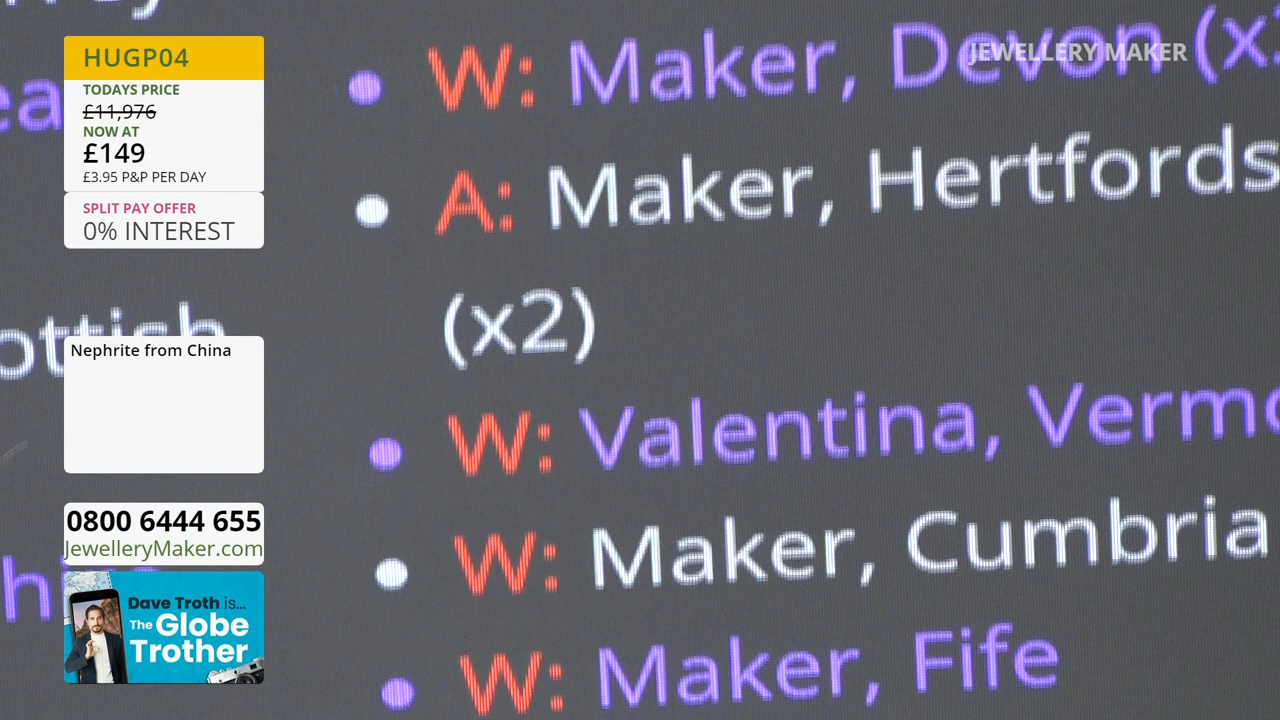 HUGP04
TODAYS PRICE
£11,976
NOW AT
£149
£3.95 P&P PER DAY
SPLIT PAY OFFER
0% INTEREST
Nephrite from China
0800 6444 655
JewelleryMaker.com
Dave Troth is...
The Globe
Trother
JEWELLERY MAKER
• W: Maker, Devon (x
• A: Maker, Hertfords
(x2)
• W: Valentina, Vermo
• W: Maker, Cumbria
• W: Maker, Fife